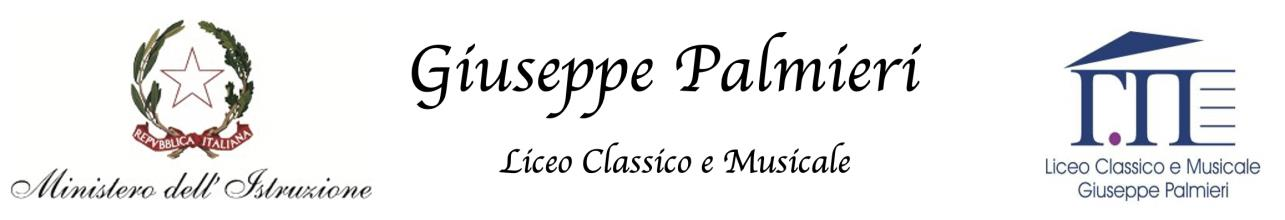 REPVBBLICA ITALIANA
Ministero dell' Istruzione
Giuseppe Palmieri
Liceo Classico e Musicale
Γ.Π
Liceo Classico e Musicale
Giuseppe Palmieri